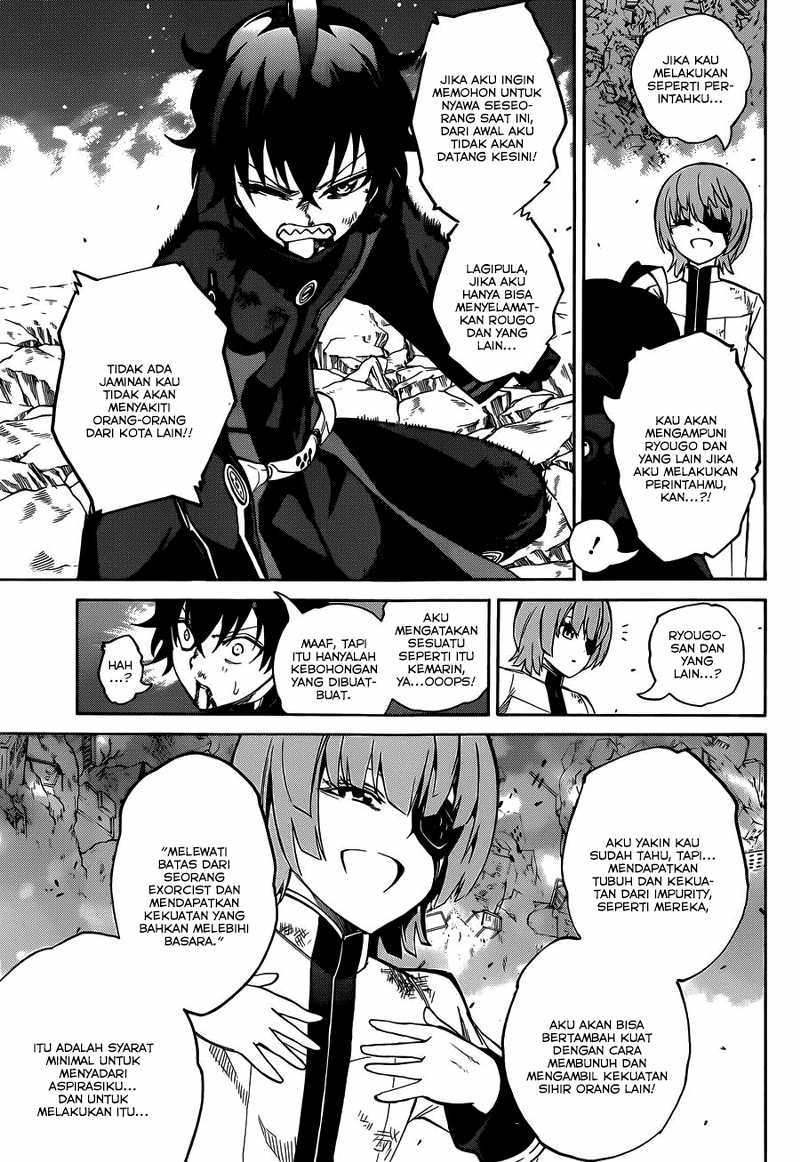 JIKA KAU
MELAKUKAN
SEPERTI PER-
INTAHKU...
KAU AKAN
MENGAMPUNI
RYOUGO DAN
YANG LAIN JIKA
AKU MELAKUKAN
PERINTAHMU,
KAN...?!
!
JIKA AKU INGIN
MEMOHON UNTUK
NYAWA SESEO-
RANG SAAT INI,
DARI AWAL AKU
TIDAK AKAN
DATANG KESINI!
LAGIPULA,
JIKA AKU
HANYA BISA
MENYELAMAT-
KAN ROUGO
DAN YANG
LAIN...
TIDAK ADA
JAMINAN KAU
TIDAK AKAN
MENYAKITI
ORANG-ORANG
DARI KOTA LAIN!!
RYOUGO-
SAN DAN
YANG
LAIN...?
AKU
MENGATAKAN
SESUATU
SEPERTI ITU
KEMARIN,
YA...OOOPS!
MAAF, TAPI
ITU HANYALAH
KEBOHONGAN
YANG DIBUAT-
BUAT.
HAH
...?
AKU YAKIN KAU
SUDAH TAHU, TAPI...
MENDAPATKAN
TUBUH DAN KEKUA-
TAN DARI IMPURITY,
SEPERTI MEREKA,
AKU AKAN BISA
BERTAMBAH KUAT
DENGAN CARA
MEMBUNUH DAN
MENGAMBIL KEKUATAN
SIHIR ORANG LAIN!
"MELEWATI
BATAS DARI
SEORANG
EXORCIST DAN
MENDAPATKAN
KEKUATAN YANG
BAHKAN MELEBIHI
BASARA."
ITU ADALAH SYARAT
MINIMAL UNTUK
MENYADARI
ASPIRASIKU...
DAN UNTUK
MELAKUKAN ITU...